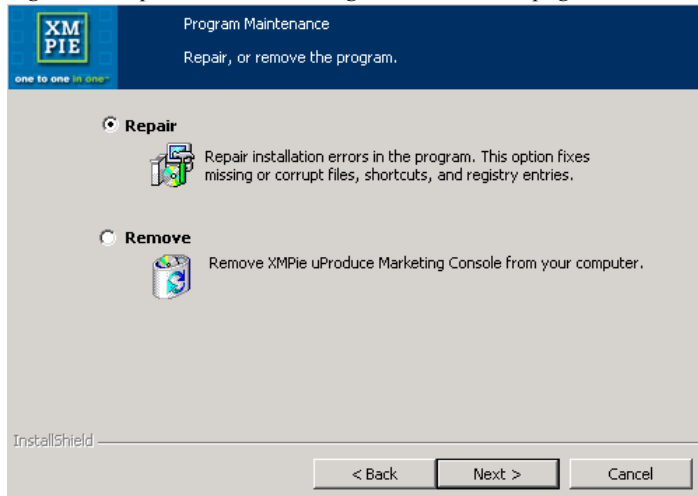 XM
PIE
one to one in one
Program Maintenance
Repair, or remove the program.
Repair
Repair installation errors in the program. This option fixes
missing or corrupt files, shortcuts, and registry entries.
Remove
Remove XMPie uProduce Marketing Console from your computer.
InstallShield
< Back
Next >
Cancel